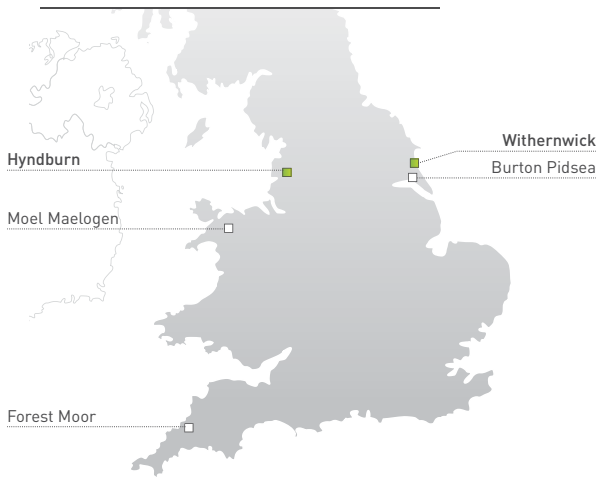 Withernwick
Hyndburn
Burton Pidsea
Moel Maelogen
Forest Moor